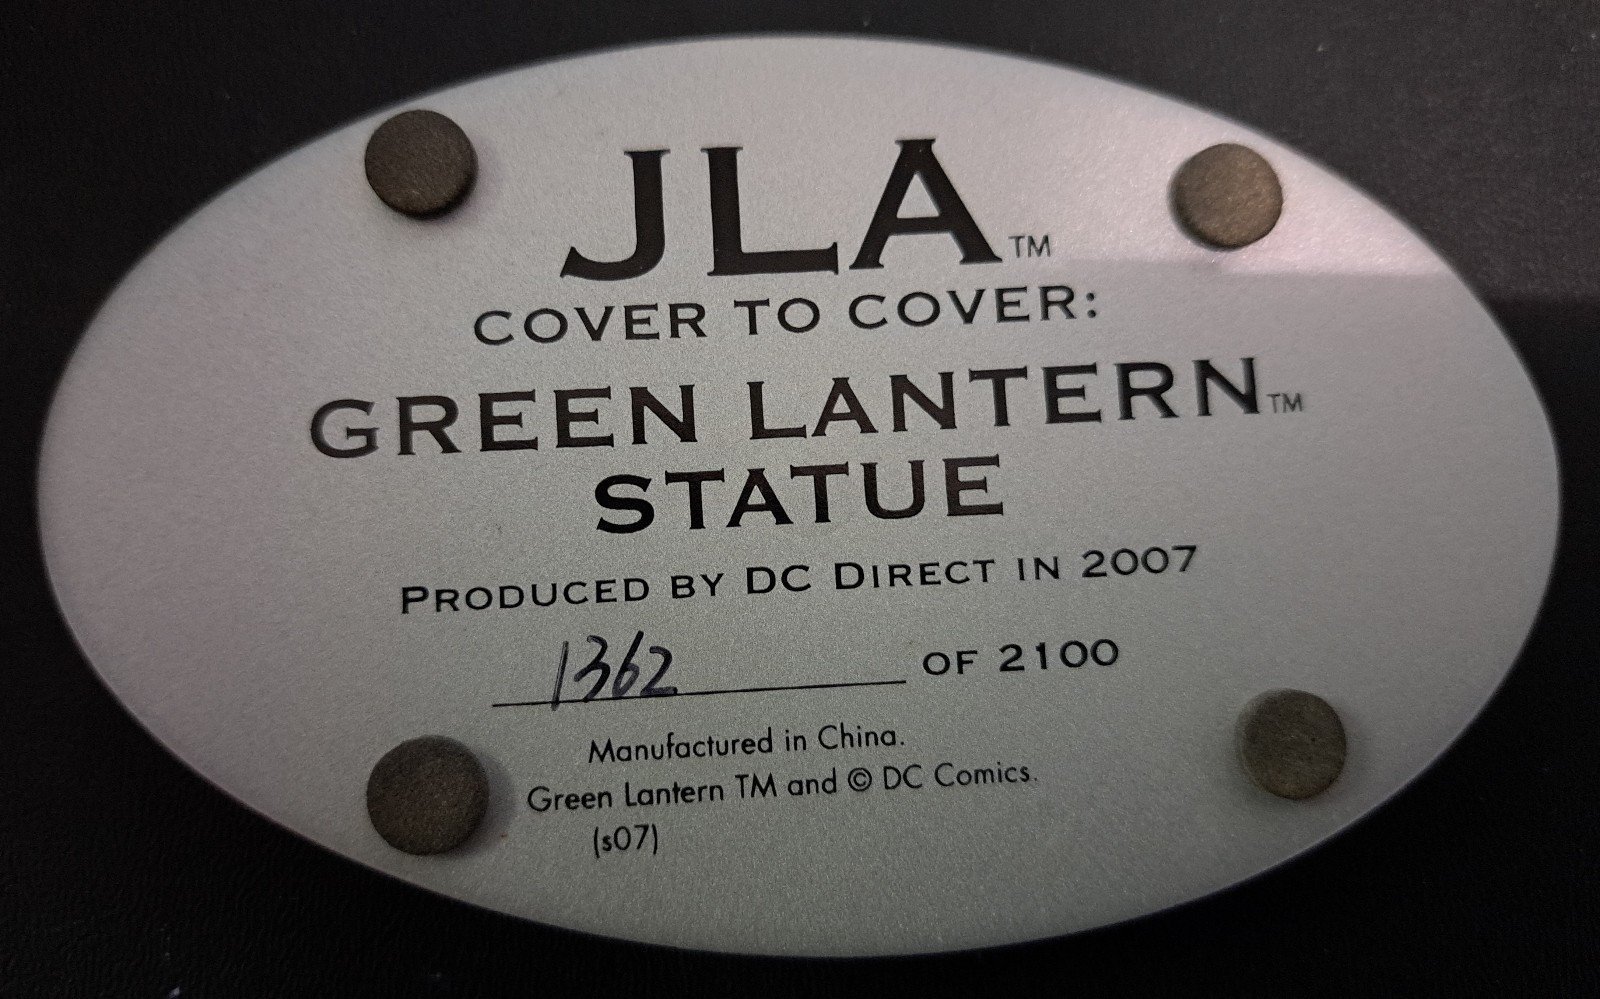 JLA™
COVER TO COVER:
GREEN LANTERN™
STATUE
PRODUCED BY DC DIRECT IN 2007
1362 OF 2100
Manufactured in China.
Green Lantern TM and © DC Comics.
(s07)